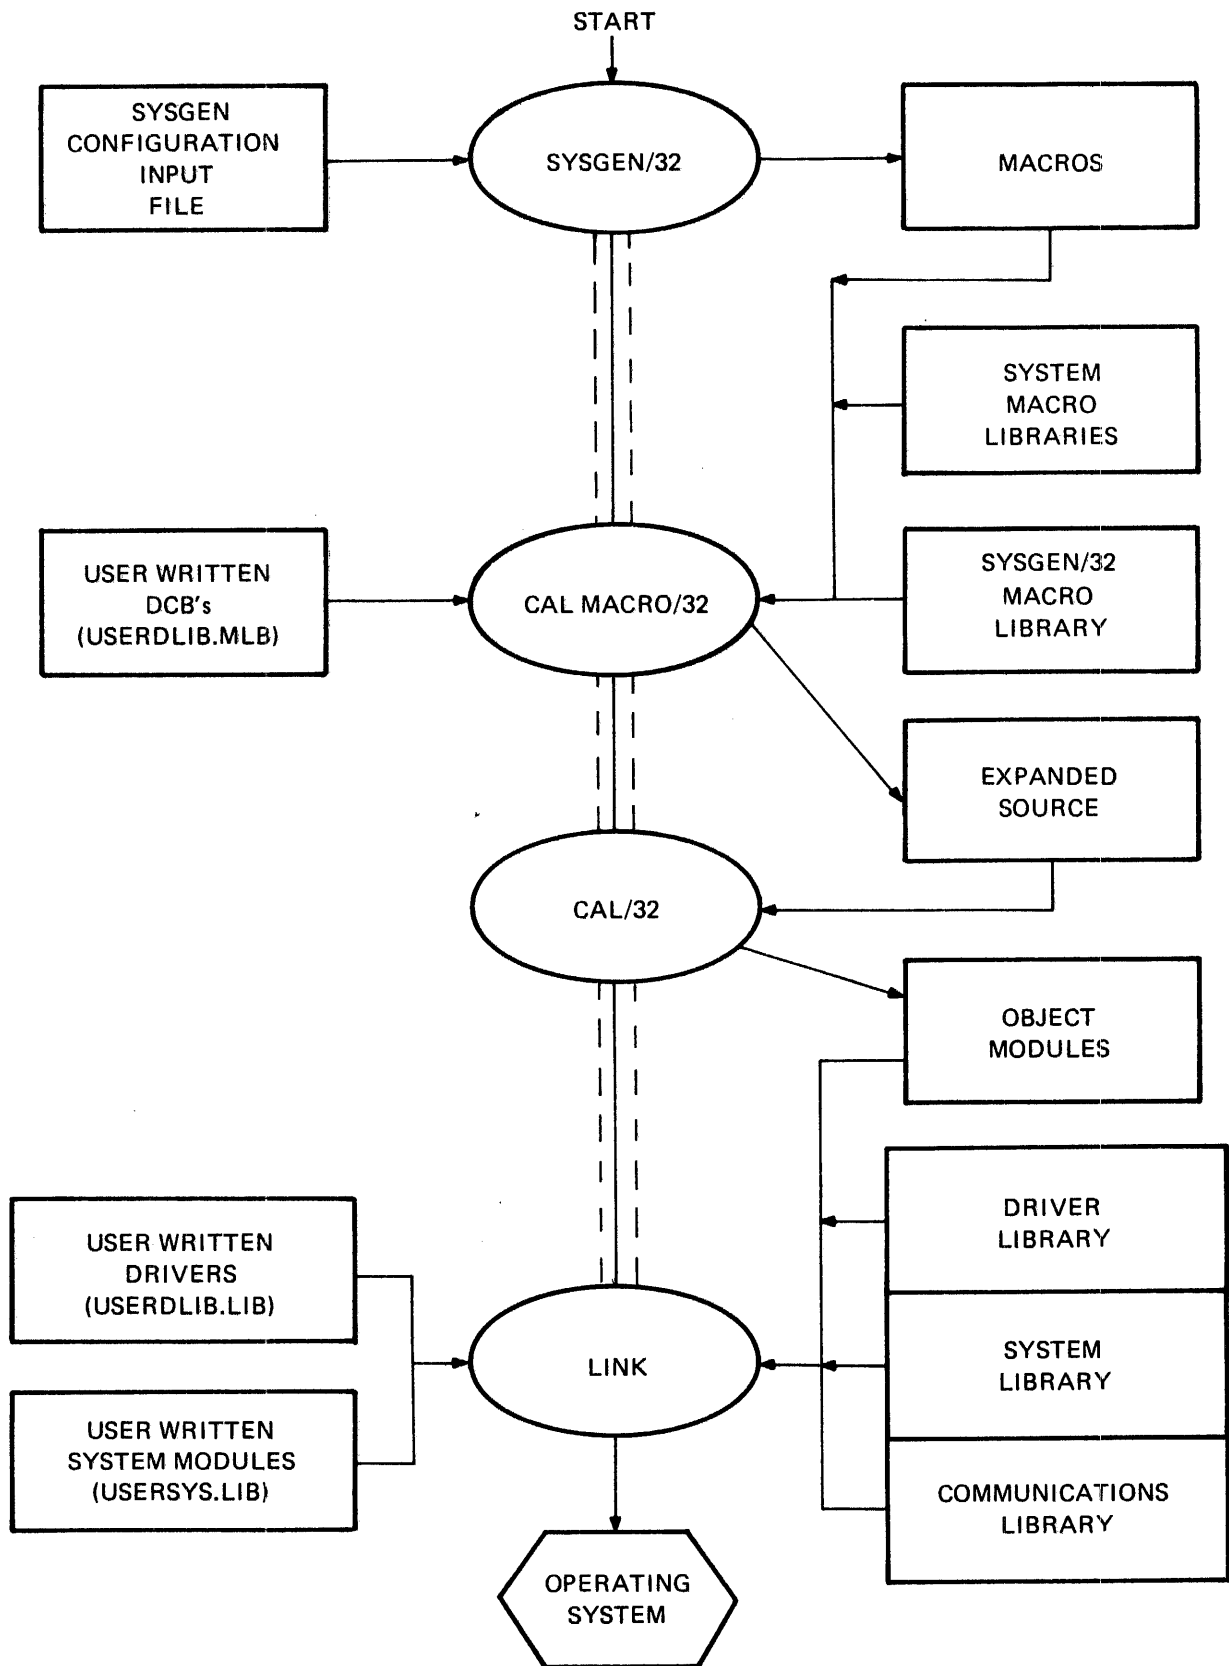 START
SYSGEN
CONFIGURATION
INPUT
FILE
SYSGEN/32
MACROS
SYSTEM
MACRO
LIBRARIES
USER WRITTEN
DCB's
(USERDLIB.MLB)
CAL MACRO/32
SYSGEN/32
MACRO
LIBRARY
EXPANDED
SOURCE
CAL/32
OBJECT
MODULES
DRIVER
LIBRARY
USER WRITTEN
DRIVERS
(USERDLIB.LIB)
LINK
SYSTEM
LIBRARY
USER WRITTEN
SYSTEM MODULES
(USERSYS.LIB)
COMMUNICATIONS
LIBRARY
OPERATING
SYSTEM